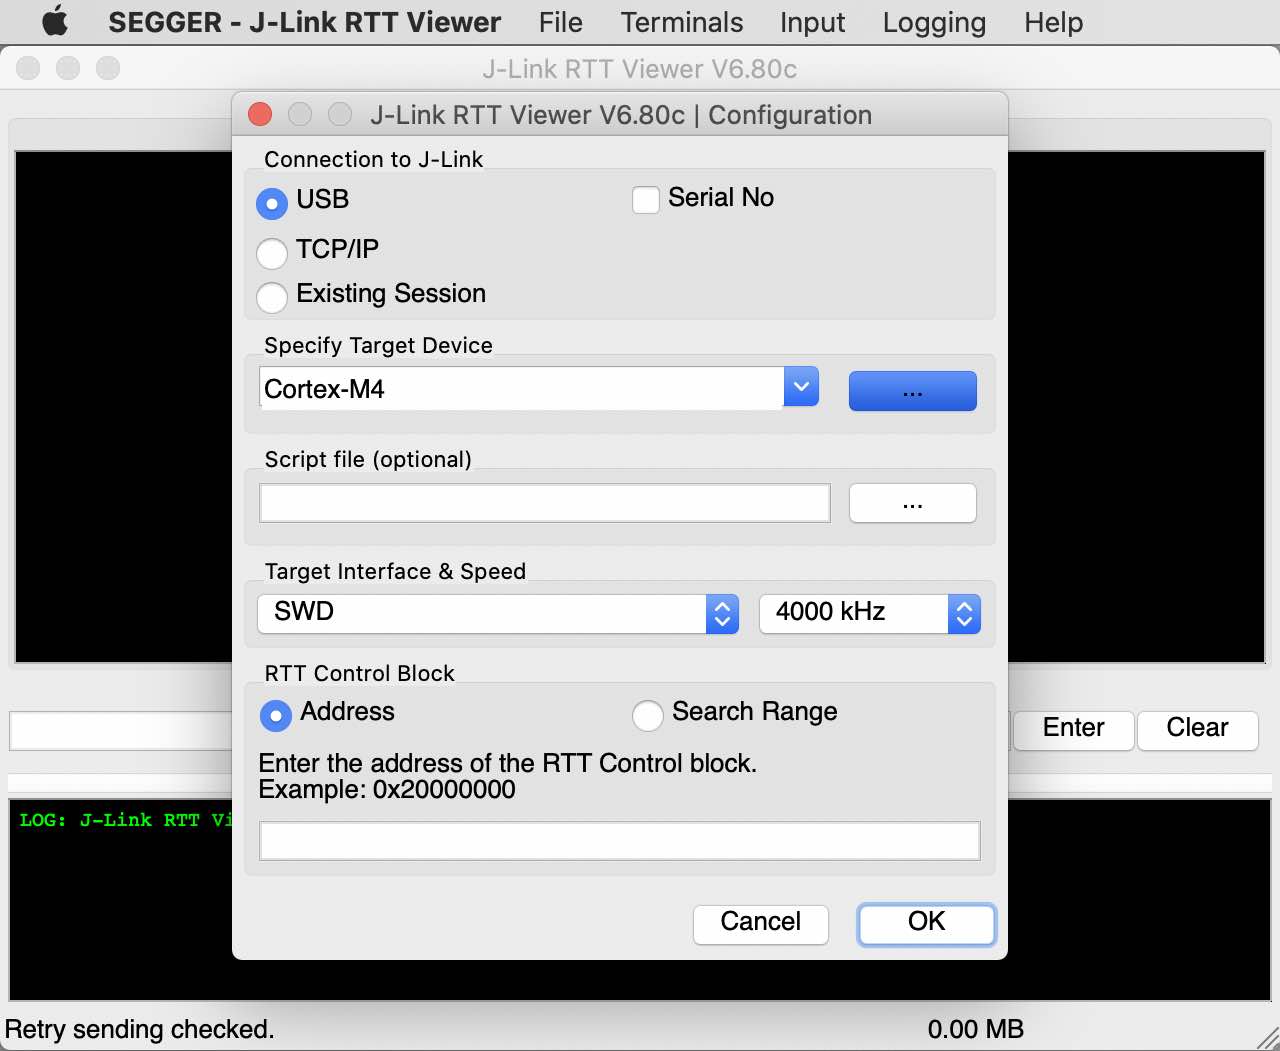 SEGGER - J-Link RTT Viewer File Terminals Input Logging Help
J-Link RTT Viewer V6.80c
J-Link RTT Viewer V6.80c | Configuration
Connection to J-Link
USB
Serial No
TCP/IP
Existing Session
Specify Target Device
Cortex-M4
...
Script file (optional)
...
Target Interface & Speed
SWD
4000 kHz
RTT Control Block
Address
Search Range
Enter the address of the RTT Control block.
Example: 0x20000000
Enter
Clear
LOG: J-Link RTT Vi
Cancel
OK
Retry sending checked.
0.00 MB